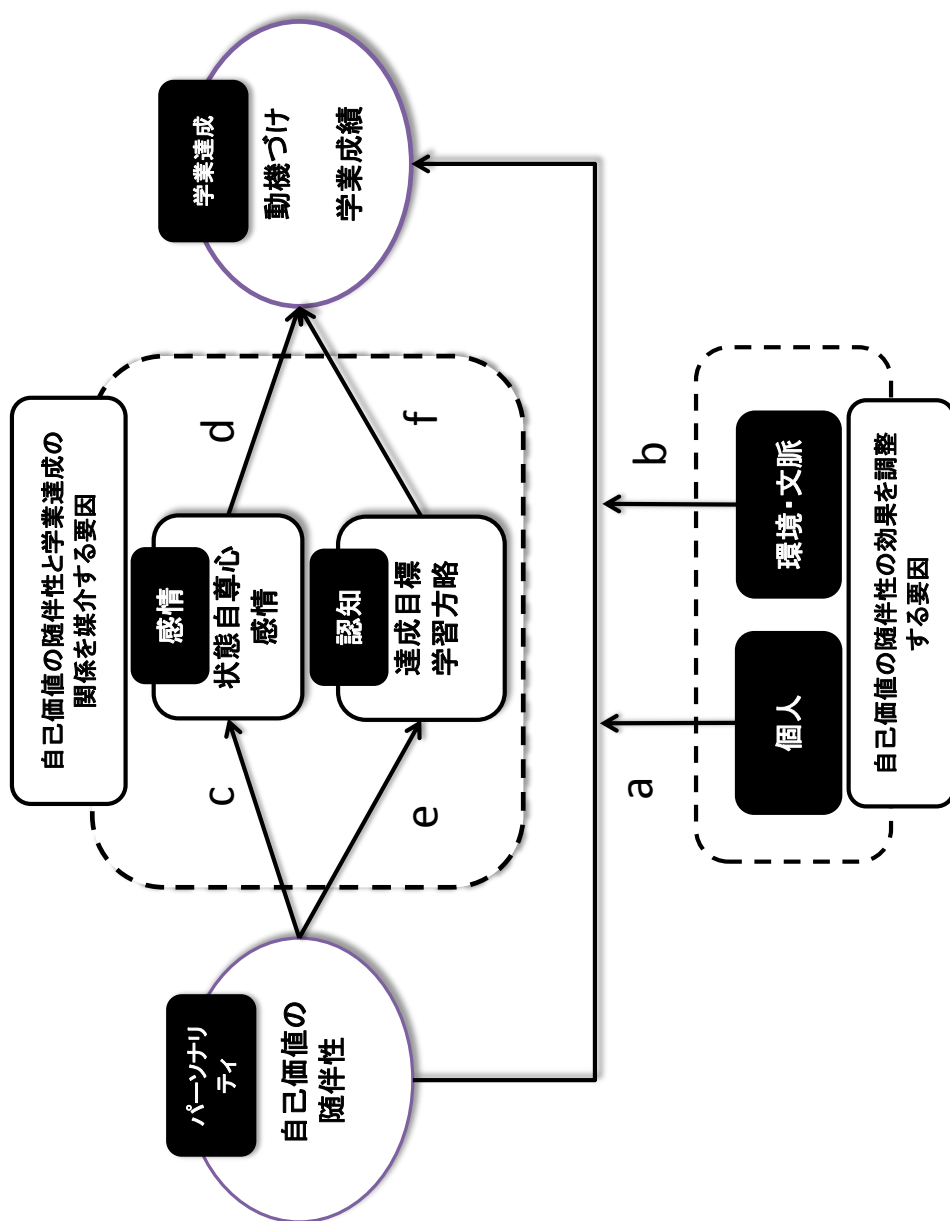 自己価値の随伴性と学業達成の
関係を媒介する要因
パーソナリ
ティ
自己価値の
随伴性
c
e
感情
状態自尊心
感情
認知
達成目標
学習方略
d
f
学業達成
動機づけ
学業成績
a
b
個人
環境・文脈
自己価値の随伴性の効果を調整
する要因